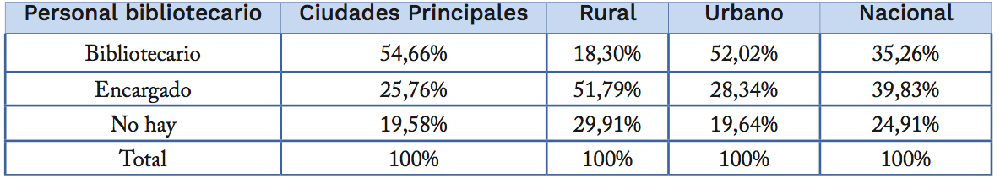 Personal bibliotecario Ciudades Principales Rural Urbano Nacional
Bibliotecario 54,66% 18,30% 52,02% 35,26%
Encargado 25,76% 51,79% 28,34% 39,83%
No hay 19,58% 29,91% 19,64% 24,91%
Total 100% 100% 100% 100%